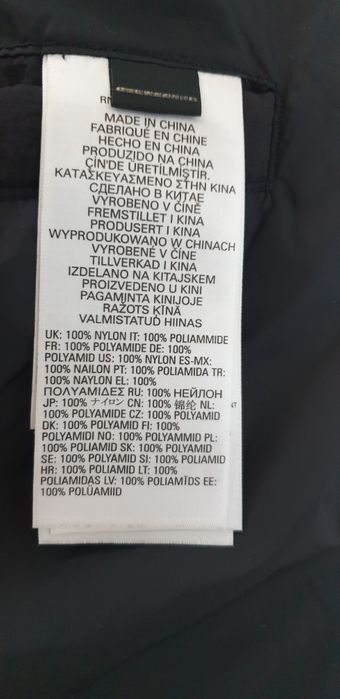 RN
MADE IN CHINA
FABRIQUÉ EN CHINE
HECHO EN CHINA
PRODUZIDO NA CHINA
ÇİN'DE ÜRETİLMİŞTİR.
ΚΑΤΑΣΚΕΥΑΣΜΕΝΟ ΣΤΗΝ ΚΙΝΑ
СДЕЛАНО В КИТАЕ
VYROBENO V ČÍNĚ
FREMSTILLET I KINA
PRODUSERT I KINA
WYPRODUKOWANO W CHINACH
VYROBENÉ V ČÍNE
TILLVERKAD I KINA
IZDELANO NA KITAJSKEM
PROIZVEDENO U KINI
PAGAMINTA KINIJOJE
RAŽOTS ĶĪNĀ
VALMISTATUD HIINAS
UK: 100% NYLON IT: 100% POLIAMMIDE
FR: 100% POLYAMIDE DE: 100%
POLYAMID US: 100% NYLON ES-MX:
100% NAILON PT: 100% POLIAMIDA TR:
100% NAYLON EL: 100%
ΠΟΛΥΑΜΙΔΕΣ RU: 100% НЕЙЛОН
JP: 100% ナイロン CN: 100% 锦纶 NL:
100% POLYAMIDE CZ: 100% POLYAMID
DK: 100% POLYAMID FI: 100%
POLYAMIDI NO: 100% POLYAMMID PL:
100% POLIAMID SK: 100% POLYAMID
SE: 100% POLYAMID SI: 100% POLIAMID
HR: 100% POLIAMID LT: 100%
POLIAMIDAS LV: 100% POLIAMĪDS EE:
100% POLÜAMIID